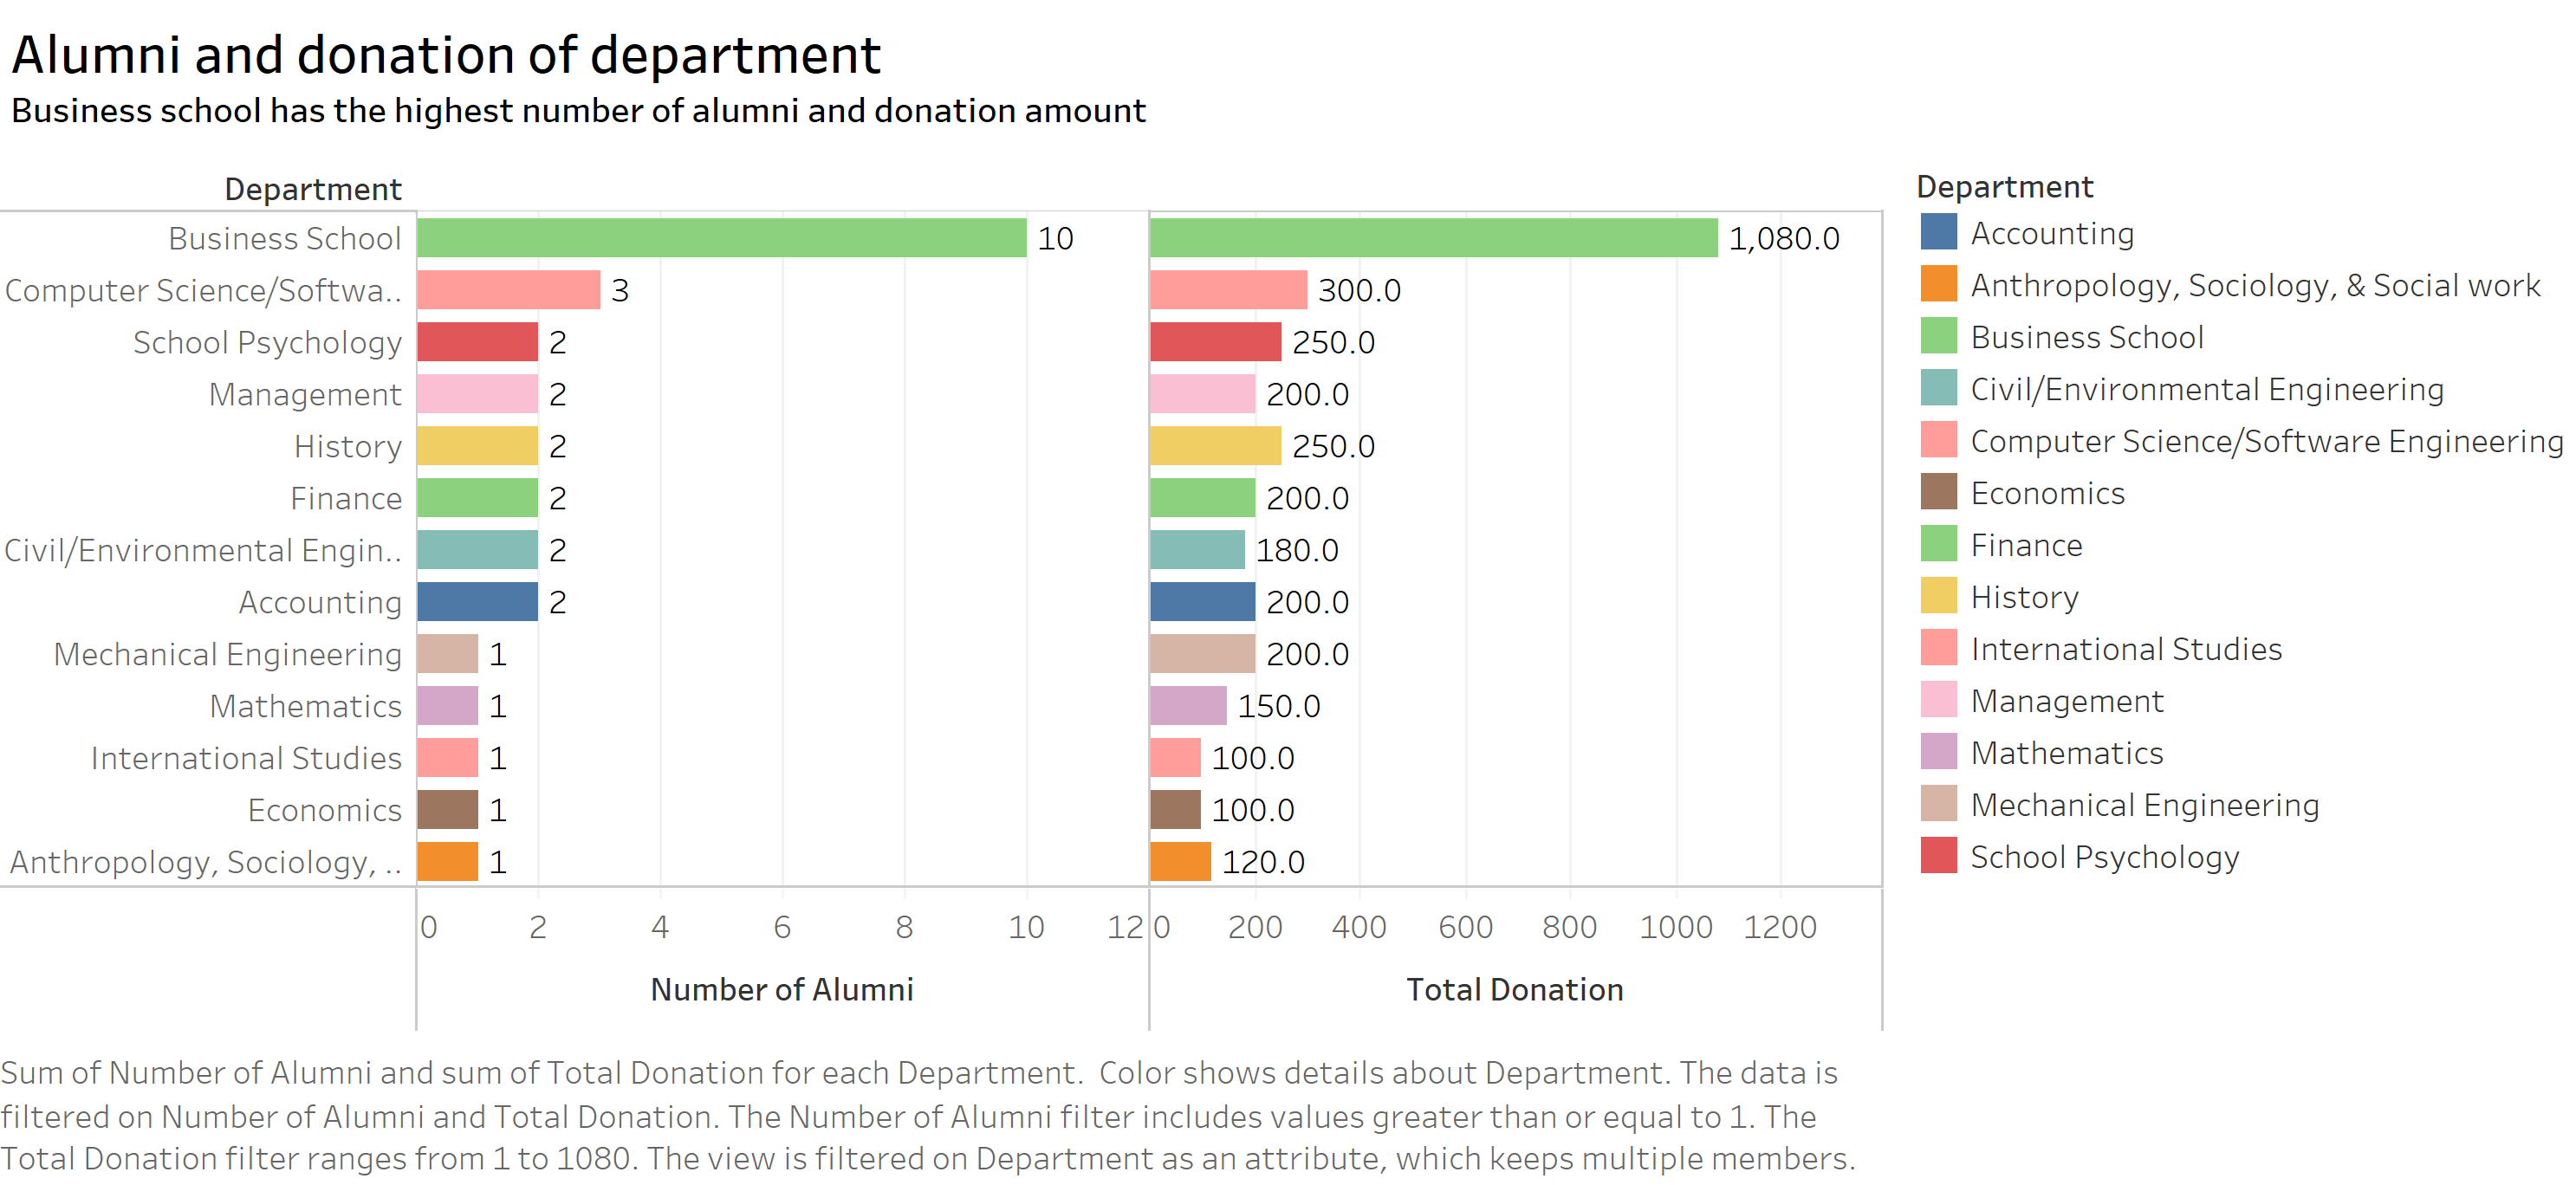 Alumni and donation of department
Business school has the highest number of alumni and donation amount
Department
Business School 10 1,080.0
Computer Science/Softwa.. 3 300.0
School Psychology 2 250.0
Management 2 200.0
History 2 250.0
Finance 2 200.0
Civil/Environmental Engin.. 2 180.0
Accounting 2 200.0
Mechanical Engineering 1 200.0
Mathematics 1 150.0
International Studies 1 100.0
Economics 1 100.0
Anthropology, Sociology, .. 1 120.0
0 2 4 6 8 10 12 0 200 400 600 800 1000 1200
Number of Alumni Total Donation
Department
Accounting
Anthropology, Sociology, & Social work
Business School
Civil/Environmental Engineering
Computer Science/Software Engineering
Economics
Finance
History
International Studies
Management
Mathematics
Mechanical Engineering
School Psychology
Sum of Number of Alumni and sum of Total Donation for each Department.  Color shows details about Department. The data is
filtered on Number of Alumni and Total Donation. The Number of Alumni filter includes values greater than or equal to 1. The
Total Donation filter ranges from 1 to 1080. The view is filtered on Department as an attribute, which keeps multiple members.